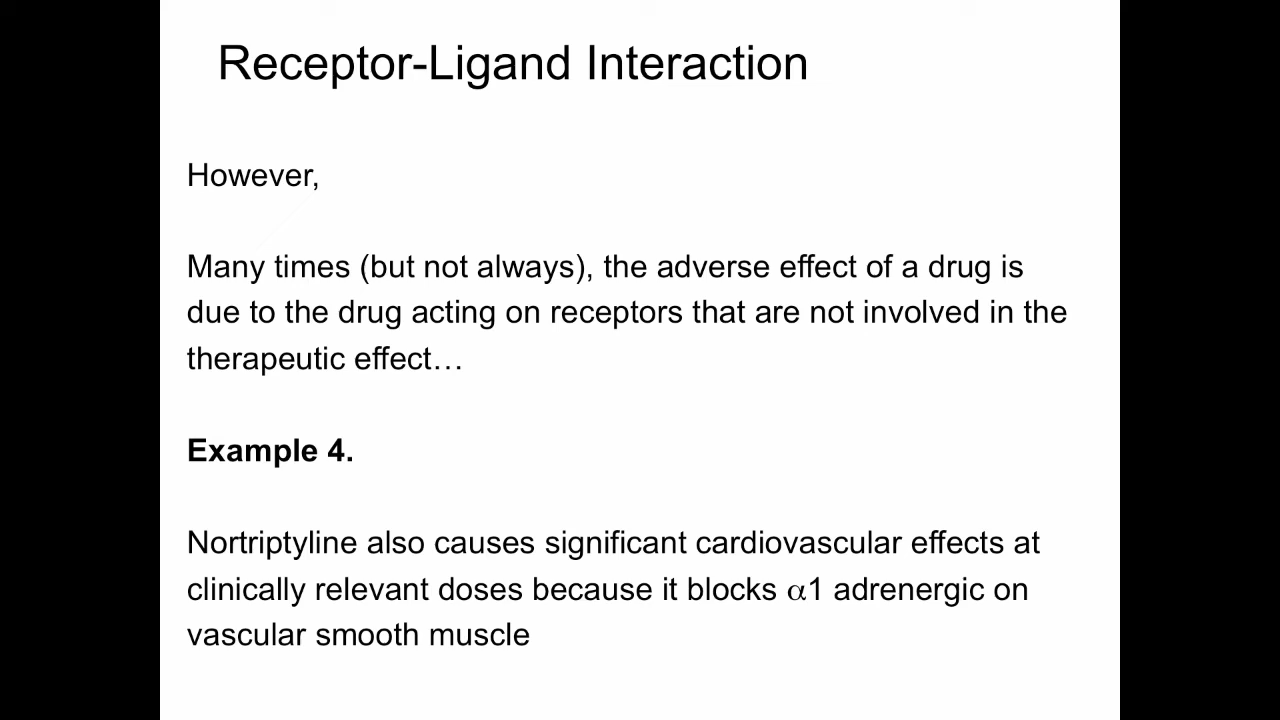 Receptor-Ligand Interaction
However,
Many times (but not always), the adverse effect of a drug is
due to the drug acting on receptors that are not involved in the
therapeutic effect…
Example 4.
Nortriptyline also causes significant cardiovascular effects at
clinically relevant doses because it blocks α1 adrenergic on
vascular smooth muscle